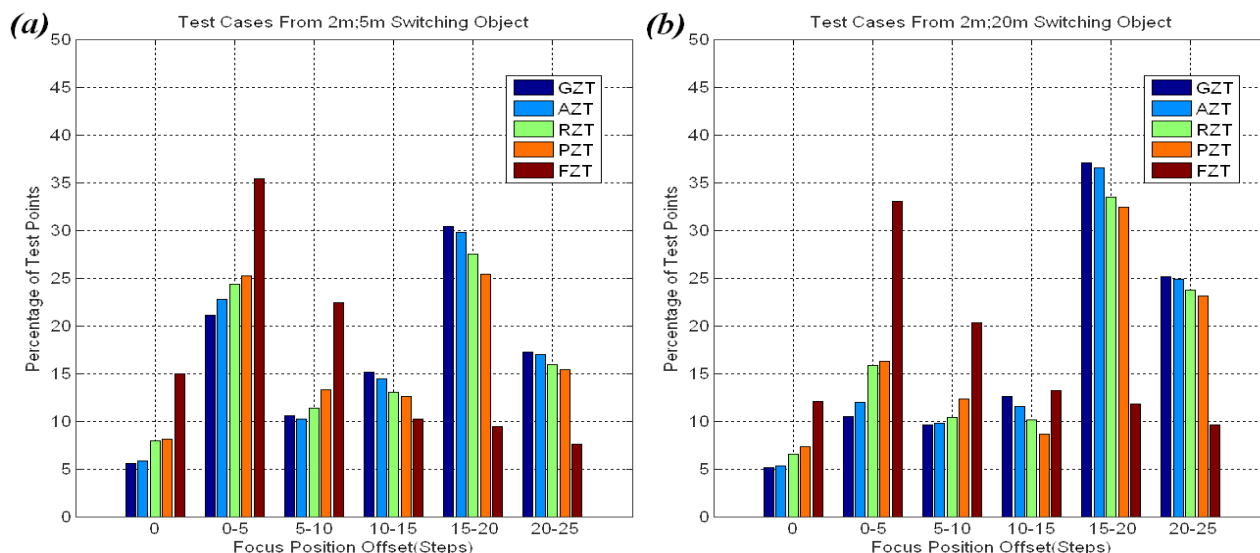 (a)
Test Cases From 2m;5m Switching Object
Percentage of Test Points
50
45
40
35
30
25
20
15
10
5
0
GZT
AZT
RZT
PZT
FZT
0 0-5 5-10 10-15 15-20 20-25
Focus Position Offset(Steps)
(b)
Test Cases From 2m;20m Switching Object
Percentage of Test Points
50
45
40
35
30
25
20
15
10
5
0
GZT
AZT
RZT
PZT
FZT
0 0-5 5-10 10-15 15-20 20-25
Focus Position Offset(Steps)